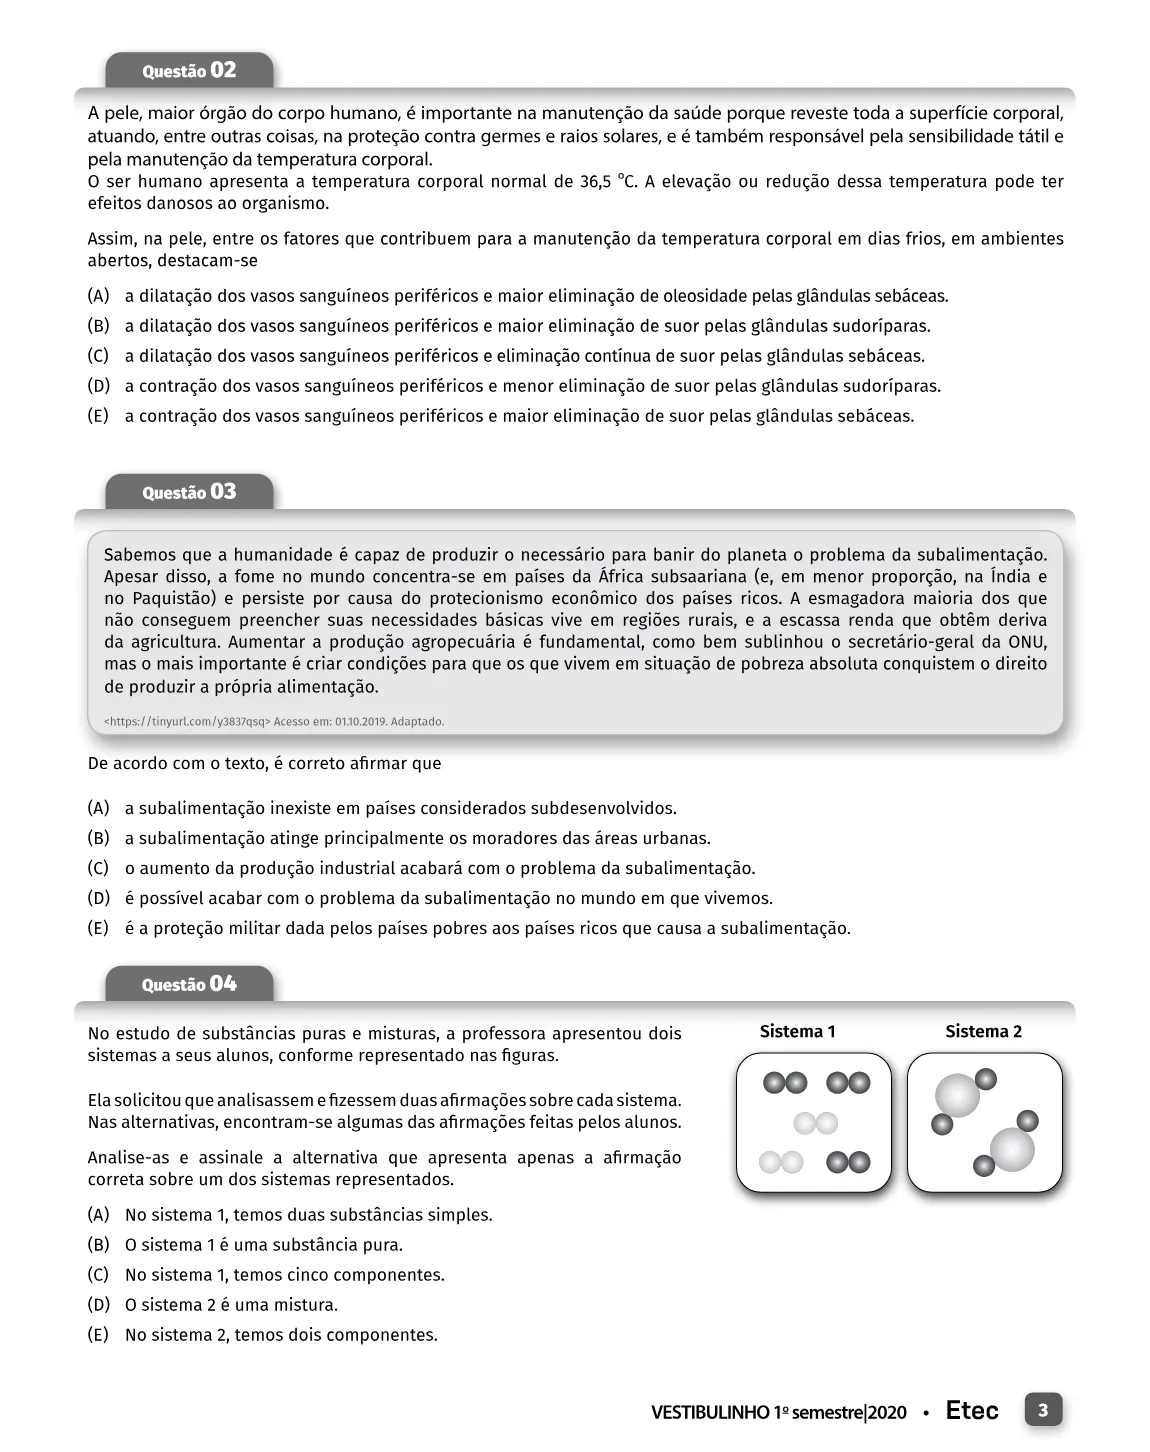 Questão 02
A pele, maior órgão do corpo humano, é importante na manutenção da saúde porque reveste toda a superfície corporal,
atuando, entre outras coisas, na proteção contra germes e raios solares, e é também responsável pela sensibilidade tátil e
pela manutenção da temperatura corporal.
O ser humano apresenta a temperatura corporal normal de 36,5 °C. A elevação ou redução dessa temperatura pode ter
efeitos danosos ao organismo.
Assim, na pele, entre os fatores que contribuem para a manutenção da temperatura corporal em dias frios, em ambientes
abertos, destacam-se
(A) a dilatação dos vasos sanguíneos periféricos e maior eliminação de oleosidade pelas glândulas sebáceas.
(B) a dilatação dos vasos sanguíneos periféricos e maior eliminação de suor pelas glândulas sudoríparas.
(C) a dilatação dos vasos sanguíneos periféricos e eliminação contínua de suor pelas glândulas sebáceas.
(D) a contração dos vasos sanguíneos periféricos e menor eliminação de suor pelas glândulas sudoríparas.
(E) a contração dos vasos sanguíneos periféricos e maior eliminação de suor pelas glândulas sebáceas.
Questão 03
Sabemos que a humanidade é capaz de produzir o necessário para banir do planeta o problema da subalimentação.
Apesar disso, a fome no mundo concentra-se em países da África subsaariana (e, em menor proporção, na Índia e
no Paquistão) e persiste por causa do protecionismo econômico dos países ricos. A esmagadora maioria dos que
não conseguem preencher suas necessidades básicas vive em regiões rurais, e a escassa renda que obtêm deriva
da agricultura. Aumentar a produção agropecuária é fundamental, como bem sublinhou o secretário-geral da ONU,
mas o mais importante é criar condições para que os que vivem em situação de pobreza absoluta conquistem o direito
de produzir a própria alimentação.
<https://tinyurl.com/y3837qsq> Acesso em: 01.10.2019. Adaptado.
De acordo com o texto, é correto afirmar que
(A) a subalimentação inexiste em países considerados subdesenvolvidos.
(B) a subalimentação atinge principalmente os moradores das áreas urbanas.
(C) o aumento da produção industrial acabará com o problema da subalimentação.
(D) é possível acabar com o problema da subalimentação no mundo em que vivemos.
(E) é a proteção militar dada pelos países pobres aos países ricos que causa a subalimentação.
Questão 04
No estudo de substâncias puras e misturas, a professora apresentou dois
sistemas a seus alunos, conforme representado nas figuras.
Ela solicitou que analisassem e fizessem duas afirmações sobre cada sistema.
Nas alternativas, encontram-se algumas das afirmações feitas pelos alunos.
Analise-as e assinale a alternativa que apresenta apenas a afirmação
correta sobre um dos sistemas representados.
(A) No sistema 1, temos duas substâncias simples.
(B) O sistema 1 é uma substância pura.
(C) No sistema 1, temos cinco componentes.
(D) O sistema 2 é uma mistura.
(E) No sistema 2, temos dois componentes.
Sistema 1
Sistema 2
VESTIBULINHO 1º semestre|2020 • Etec 3